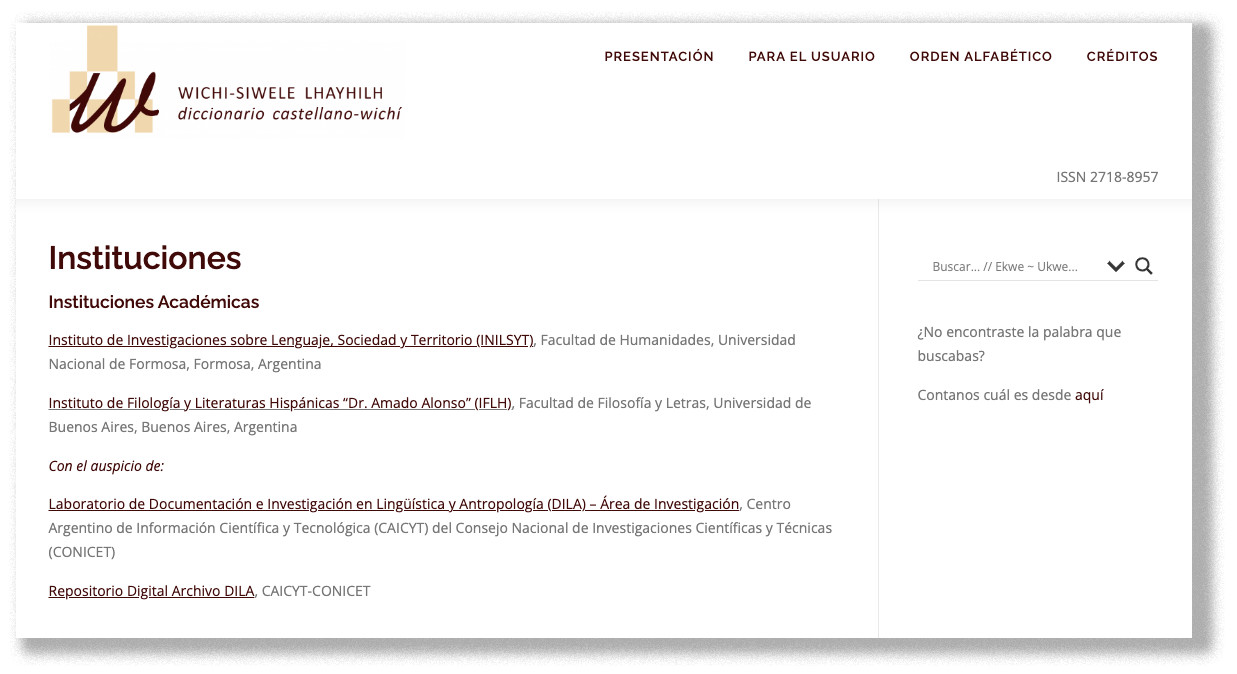 WICHI-SIWELE LHAYHILH
diccionario castellano-wichí
PRESENTACIÓN
PARA EL USUARIO
ORDEN ALFABÉTICO
CRÉDITOS
ISSN 2718-8957
Instituciones
Instituciones Académicas
Instituto de Investigaciones sobre Lenguaje, Sociedad y Territorio (INILSYT), Facultad de Humanidades, Universidad
Nacional de Formosa, Formosa, Argentina
Instituto de Filología y Literaturas Hispánicas “Dr. Amado Alonso” (IFLH), Facultad de Filosofía y Letras, Universidad de
Buenos Aires, Buenos Aires, Argentina
Con el auspicio de:
Laboratorio de Documentación e Investigación en Lingüística y Antropología (DILA) – Área de Investigación, Centro
Argentino de Información Científica y Tecnológica (CAICYT) del Consejo Nacional de Investigaciones Científicas y Técnicas
(CONICET)
Repositorio Digital Archivo DILA, CAICYT-CONICET
Buscar... // Ekwe ~ Ukwe...
¿No encontraste la palabra que
buscabas?
Contanos cuál es desde aquí